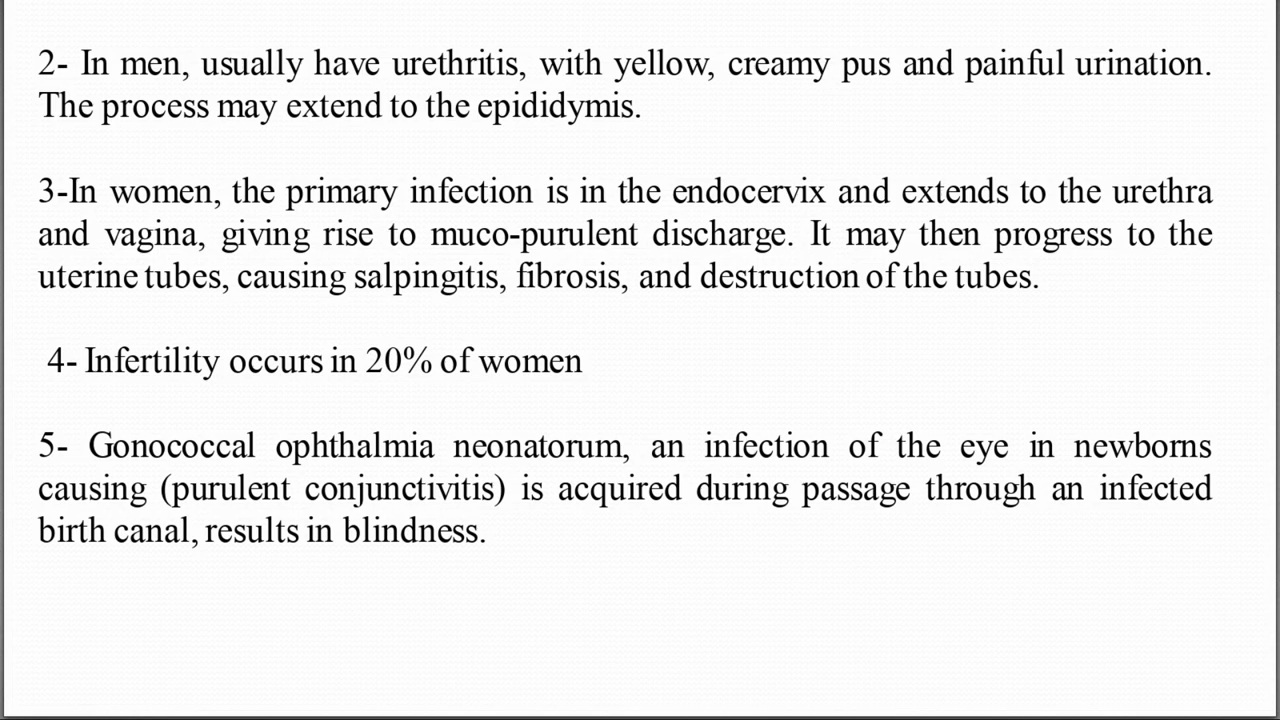 2- In men, usually have urethritis, with yellow, creamy pus and painful urination.
The process may extend to the epididymis.
3-In women, the primary infection is in the endocervix and extends to the urethra
and vagina, giving rise to muco-purulent discharge. It may then progress to the
uterine tubes, causing salpingitis, fibrosis, and destruction of the tubes.
4- Infertility occurs in 20% of women
5- Gonococcal ophthalmia neonatorum, an infection of the eye in newborns
causing (purulent conjunctivitis) is acquired during passage through an infected
birth canal, results in blindness.